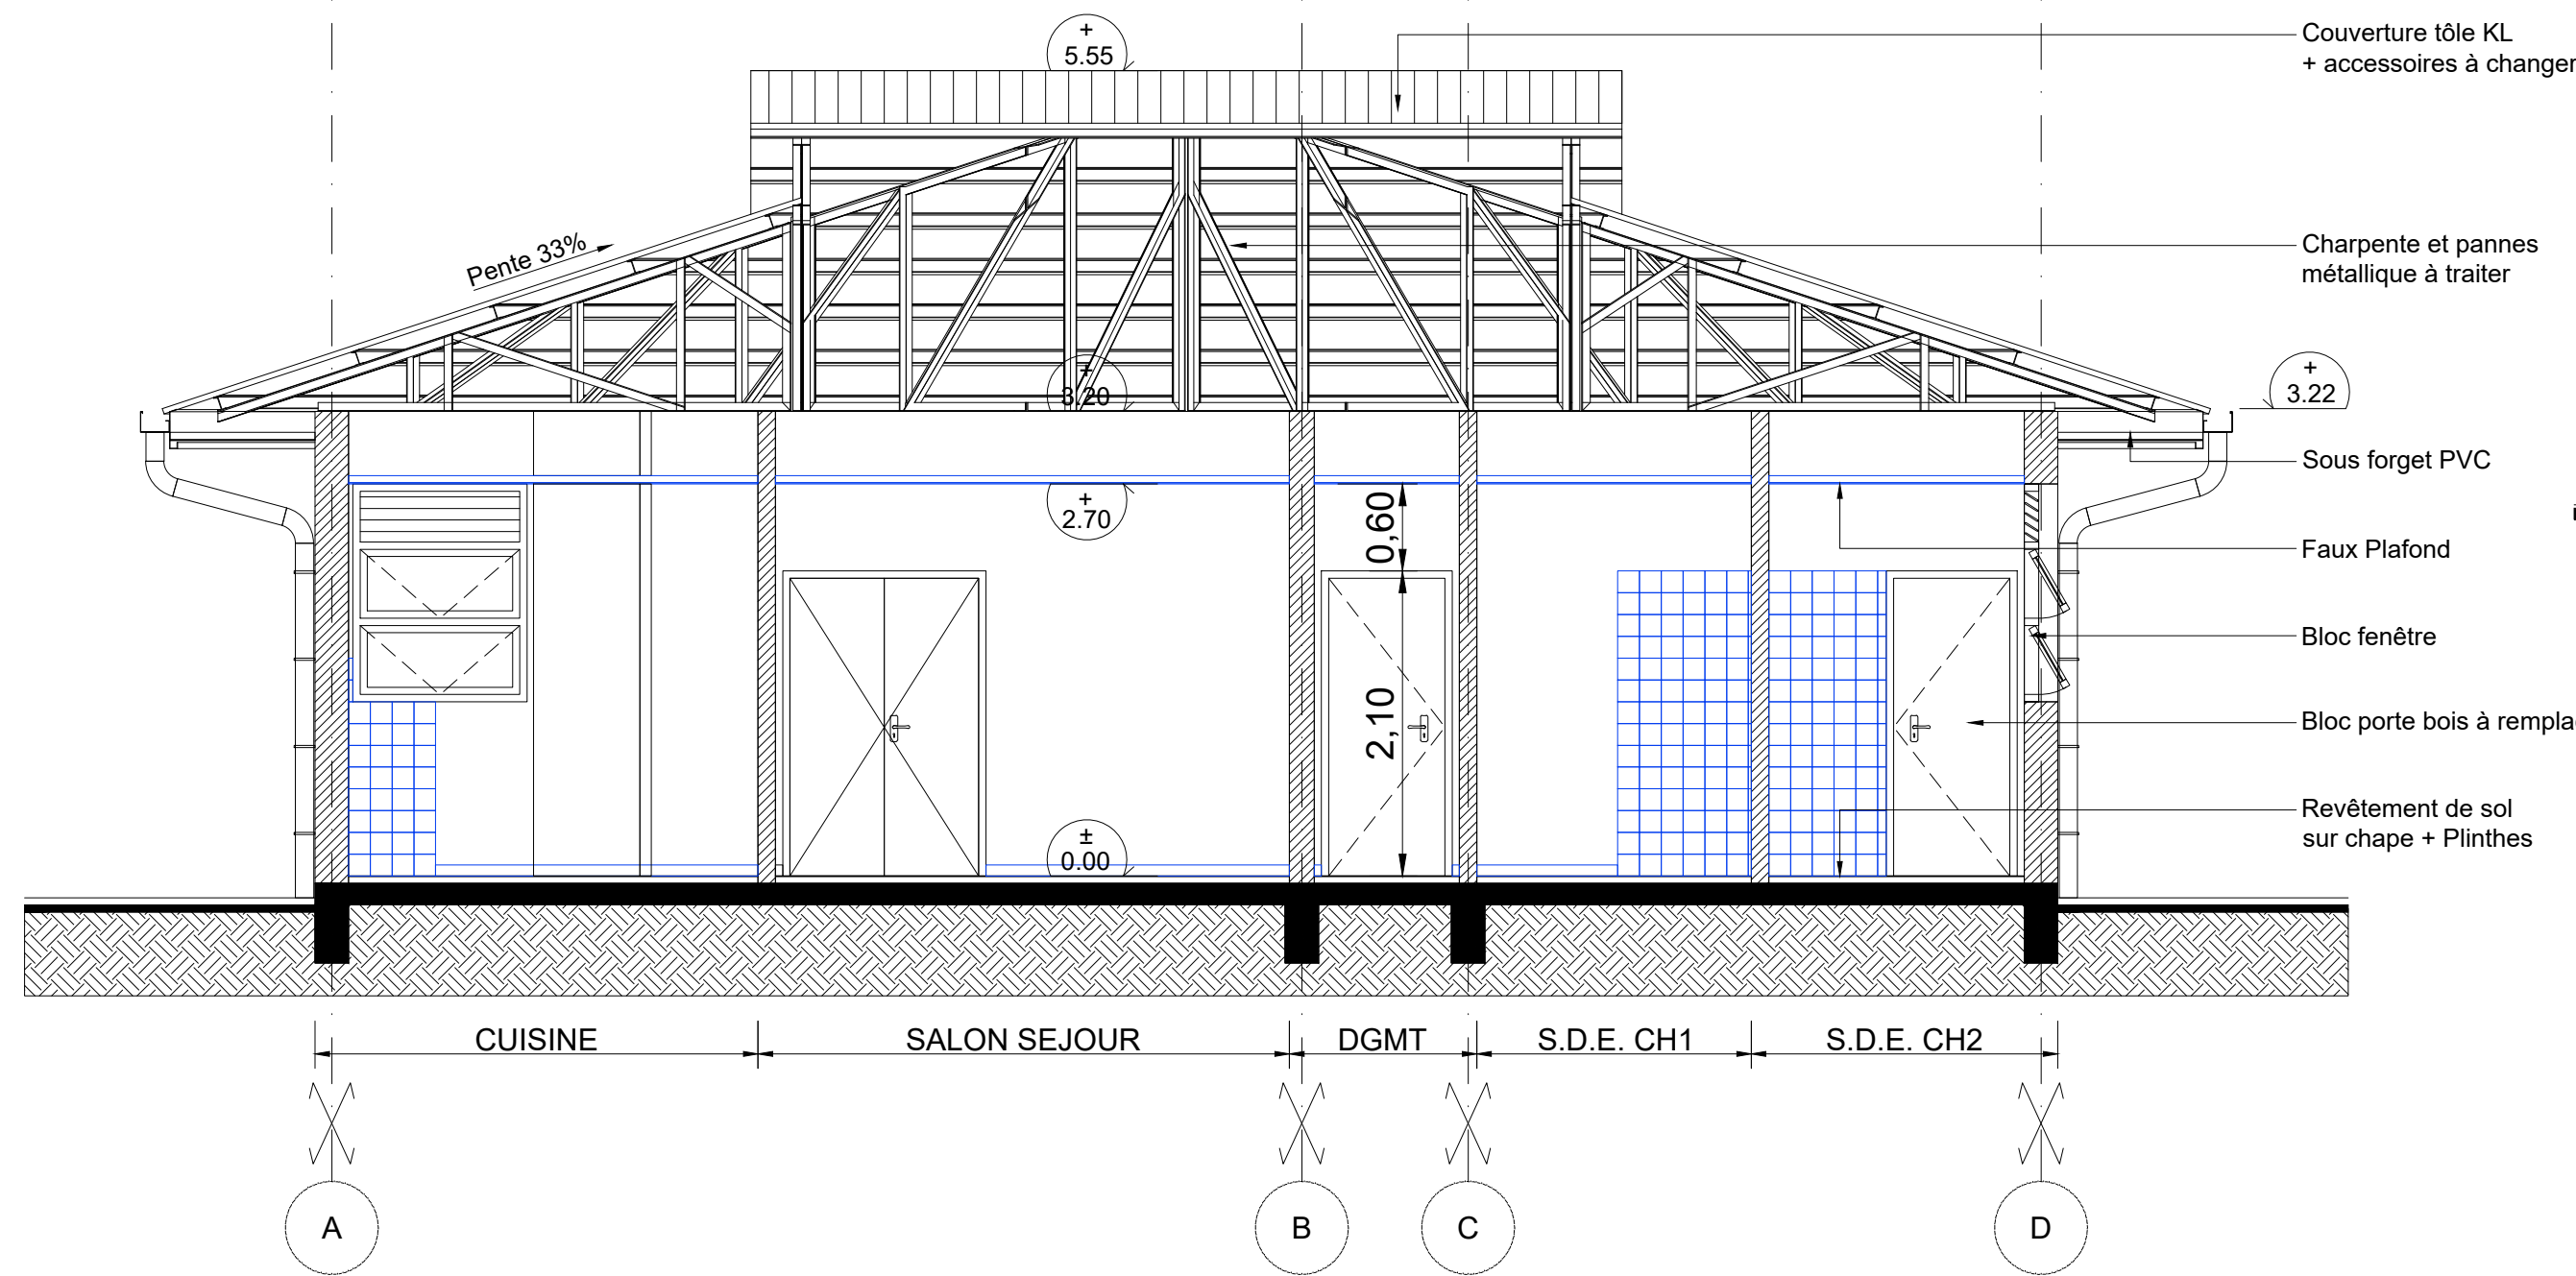 +
5.55
Couverture tôle KL
+ accessoires à changer
Pente 33%
Charpente et pannes
métallique à traiter
+
3.20
+
3.22
Sous forget PVC
+
2.70
0,60
Faux Plafond
Bloc fenêtre
2,10
Bloc porte bois à rempla
Revêtement de sol
sur chape + Plinthes
±
0.00
CUISINE
SALON SEJOUR
DGMT
S.D.E. CH1
S.D.E. CH2
A
B
C
D